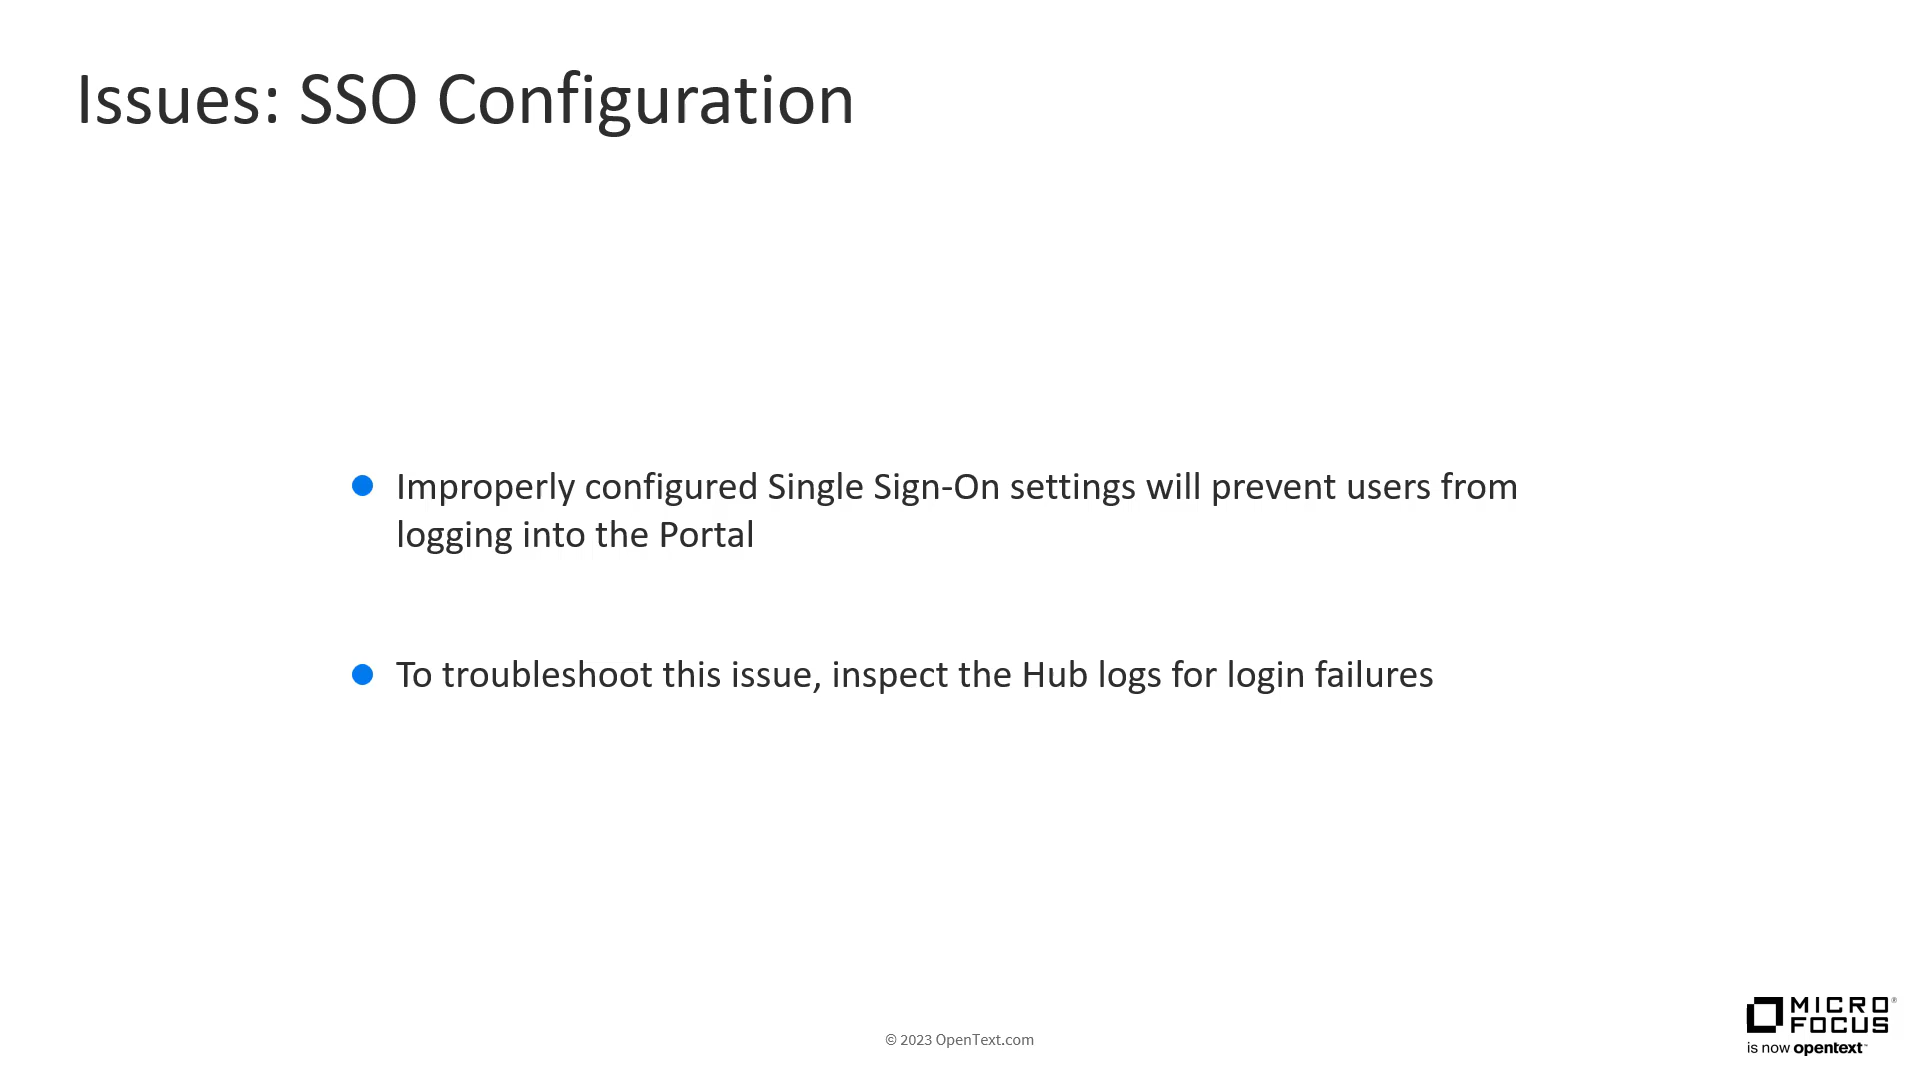 Issues: SSO Configuration
Improperly configured Single Sign-On settings will prevent users from
logging into the Portal
To troubleshoot this issue, inspect the Hub logs for login failures
© 2023 OpenText.com
MICRO®
FOCUS
is now opentext™